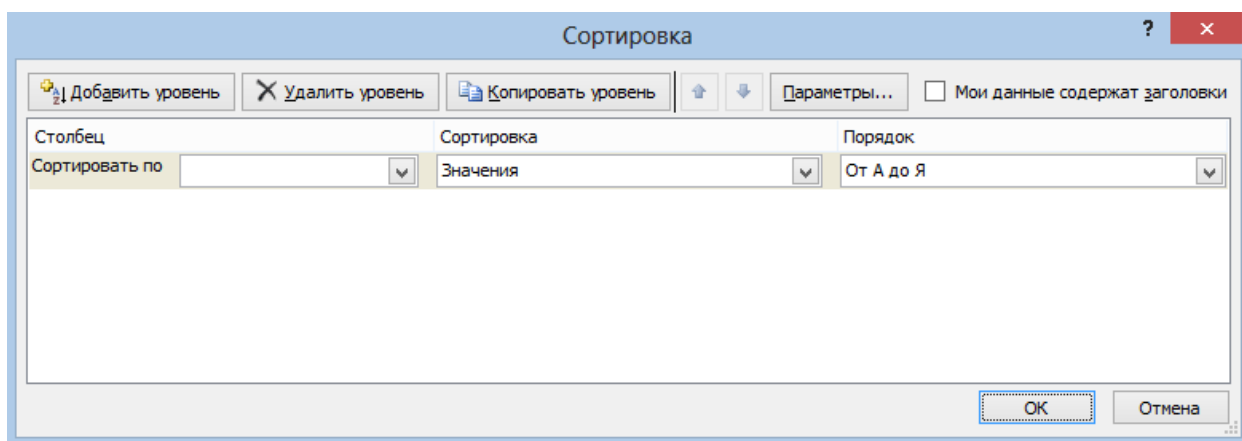 Сортировка ?
Добавить уровень Удалить уровень Копировать уровень Параметры... Мои данные содержат заголовки
Столбец Сортировка Порядок
Сортировать по Значения От А до Я
ОК Отмена